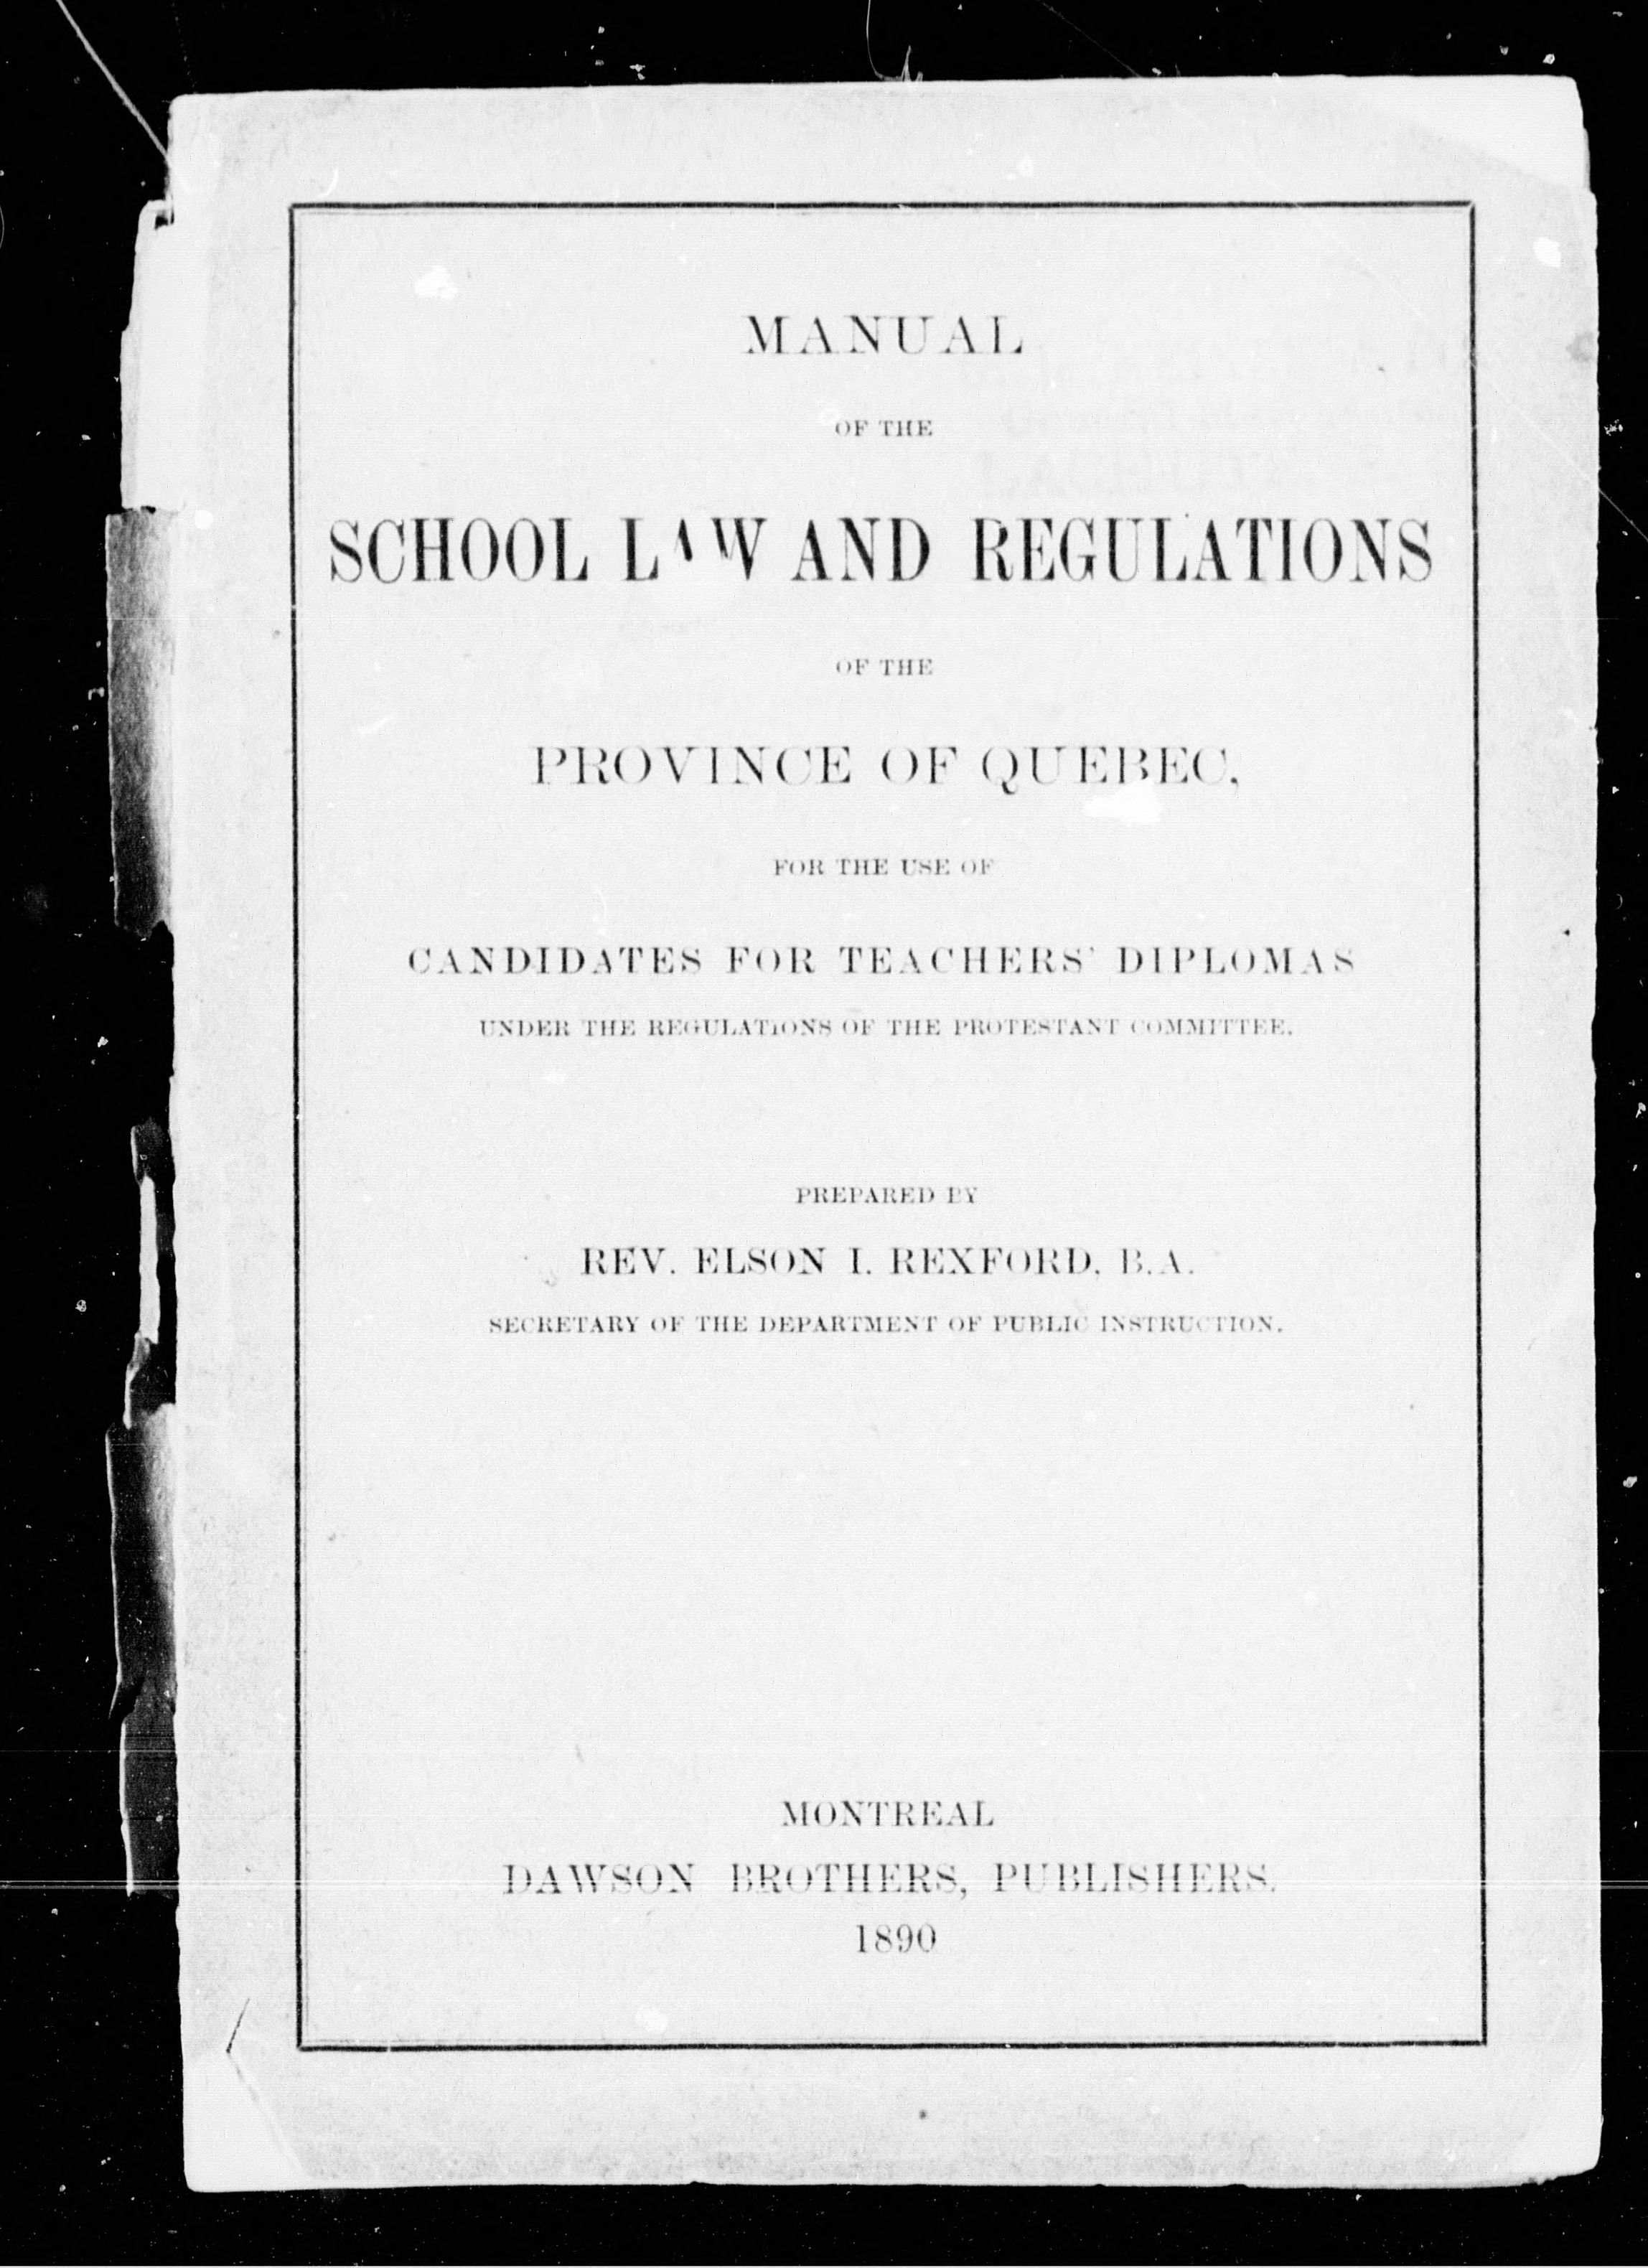 MANUAL
OF THE
SCHOOL LAW AND REGULATIONS
OF THE
PROVINCE OF QUEBEC,
FOR THE USE OF
CANDIDATES FOR TEACHERS' DIPLOMAS
UNDER THE REGULATIONS OF THE PROTESTANT COMMITTEE.
PREPARED BY
REV. ELSON I. REXFORD, B.A.
SECRETARY OF THE DEPARTMENT OF PUBLIC INSTRUCTION.
MONTREAL
DAWSON BROTHERS, PUBLISHERS.
1890